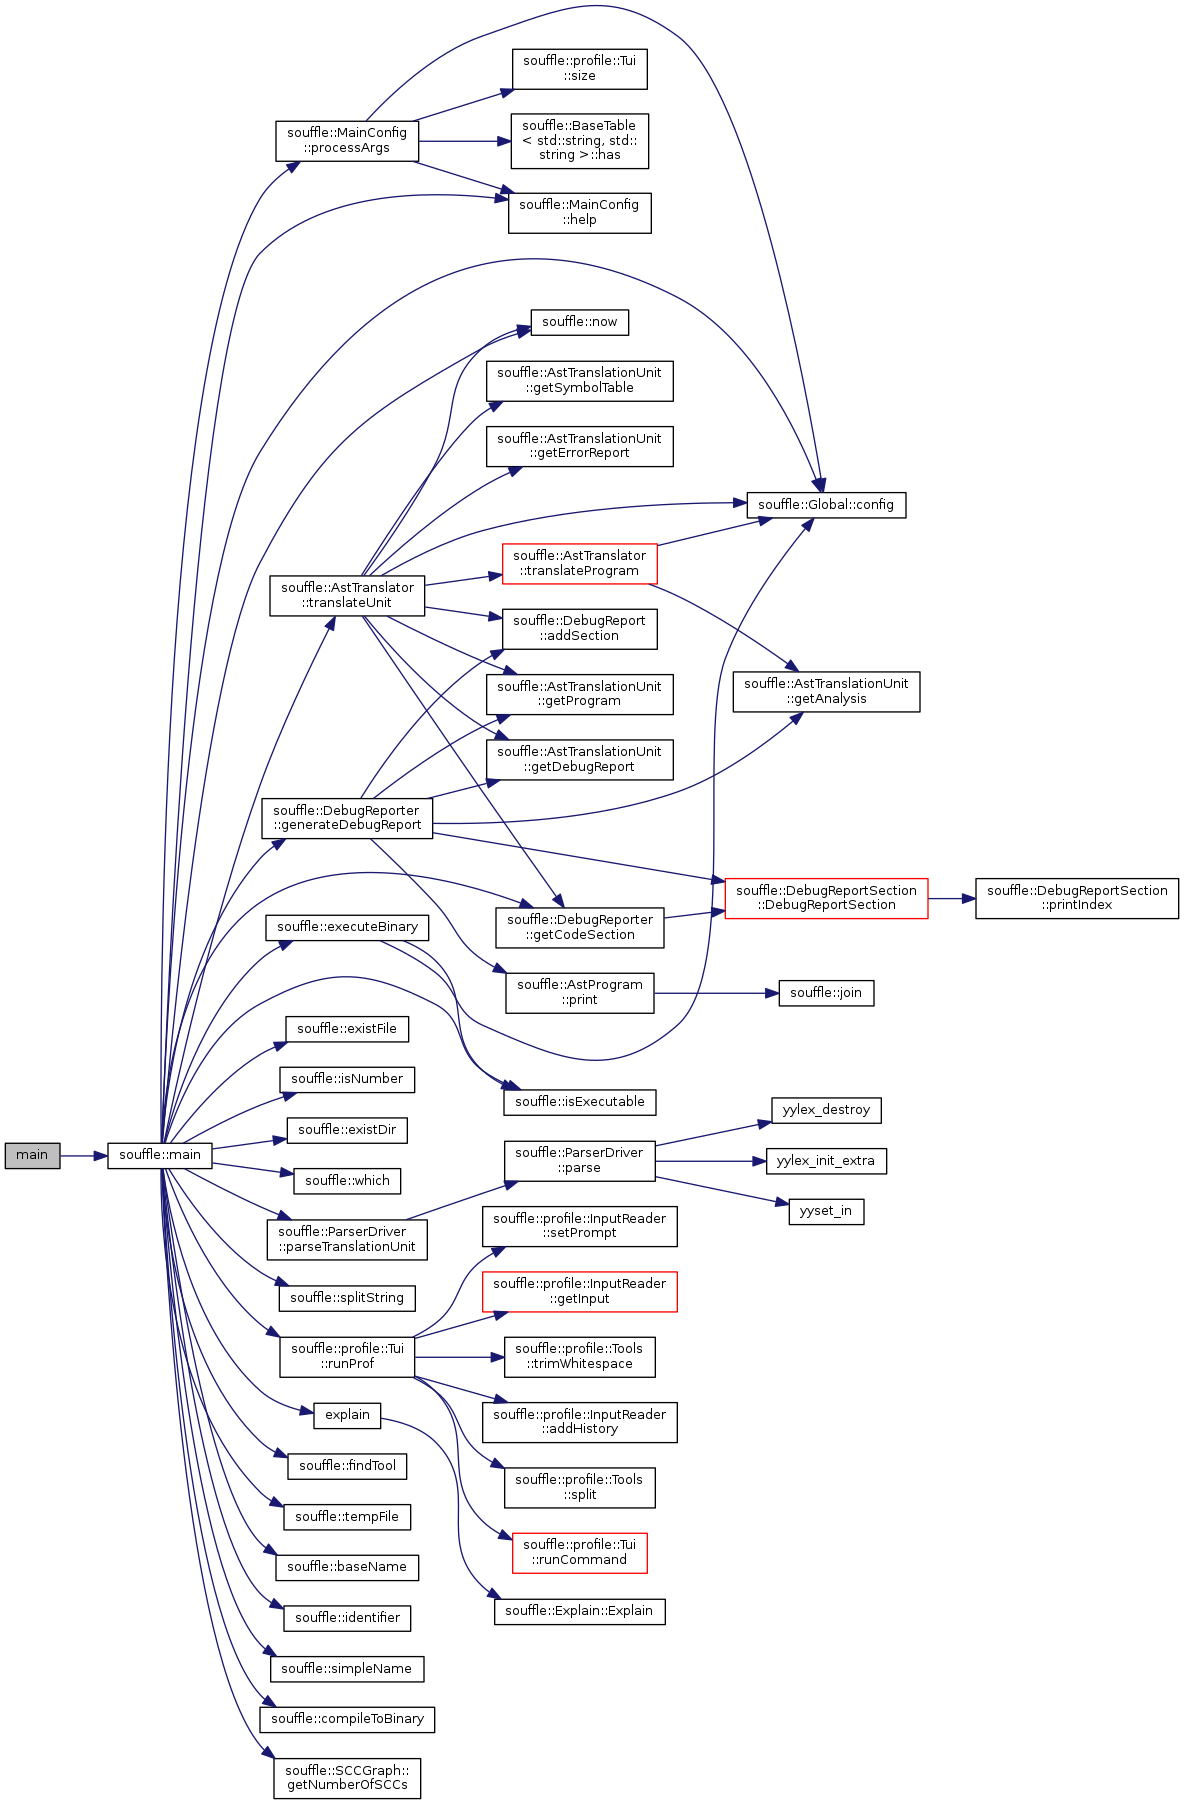 souffle::profile::Tui
::size
souffle::BaseTable
< std::string, std::
string >::has
souffle::MainConfig
::processArgs
souffle::MainConfig
::help
souffle::now
souffle::AstTranslationUnit
::getSymbolTable
souffle::AstTranslationUnit
::getErrorReport
souffle::Global::config
souffle::AstTranslator
::translateProgram
souffle::AstTranslator
::translateUnit
souffle::DebugReport
::addSection
souffle::AstTranslationUnit
::getProgram
souffle::AstTranslationUnit
::getAnalysis
souffle::AstTranslationUnit
::getDebugReport
souffle::DebugReporter
::generateDebugReport
souffle::DebugReportSection
::DebugReportSection
souffle::DebugReportSection
::printIndex
souffle::DebugReporter
::getCodeSection
souffle::executeBinary
souffle::AstProgram
::print
souffle::join
souffle::existFile
souffle::isNumber
souffle::isExecutable
souffle::existDir
yylex_destroy
main
souffle::main
souffle::ParserDriver
::parse
yylex_init_extra
souffle::which
yyset_in
souffle::ParserDriver
::parseTranslationUnit
souffle::profile::InputReader
::setPrompt
souffle::splitString
souffle::profile::InputReader
::getInput
souffle::profile::Tui
::runProf
souffle::profile::Tools
::trimWhitespace
explain
souffle::profile::InputReader
::addHistory
souffle::findTool
souffle::profile::Tools
::split
souffle::tempFile
souffle::profile::Tui
::runCommand
souffle::baseName
souffle::identifier
souffle::Explain::Explain
souffle::simpleName
souffle::compileToBinary
souffle::SCCGraph::
getNumberOfSCCs